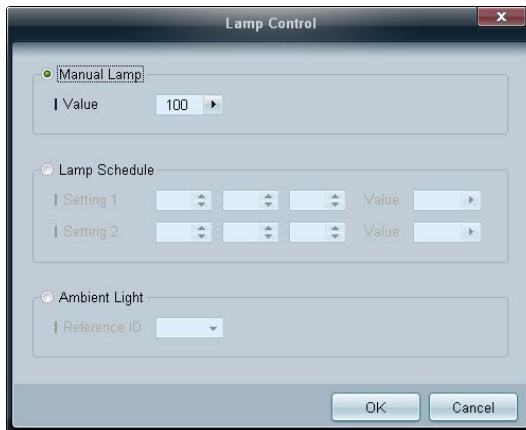 Lamp Control
x
Manual Lamp
Value 100
Lamp Schedule
Setting 1 : Value
Setting 2 : Value
Ambient Light
Reference ID
OK Cancel